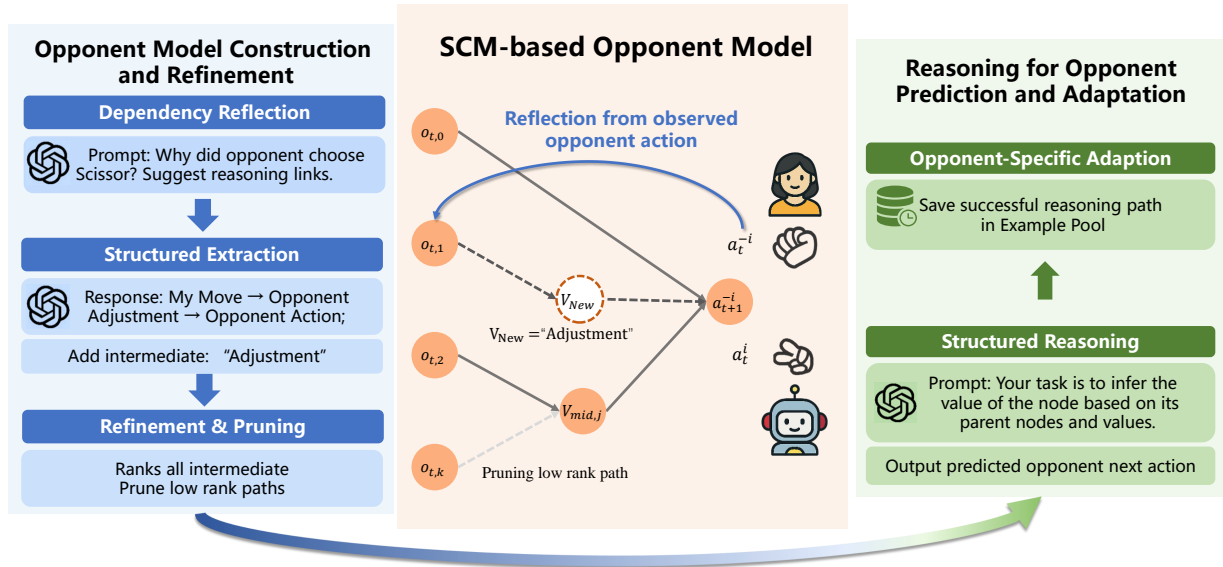 Opponent Model Construction
and Refinement
Dependency Reflection
Prompt: Why did opponent choose
Scissor? Suggest reasoning links.
Structured Extraction
Response: My Move → Opponent
Adjustment → Opponent Action;
Add intermediate: “Adjustment”
Refinement & Pruning
Ranks all intermediate
Prune low rank paths
SCM-based Opponent Model
Reflection from observed
opponent action
o_{t,0}
o_{t,1}
a_t^{-i}
V_{New}
a_{t+1}^{-i}
V_{New} =“Adjustment”
o_{t,2}
a_t^i
V_{mid,j}
o_{t,k}
Pruning low rank path
Reasoning for Opponent
Prediction and Adaptation
Opponent-Specific Adaption
Save successful reasoning path
in Example Pool
Structured Reasoning
Prompt: Your task is to infer the
value of the node based on its
parent nodes and values.
Output predicted opponent next action